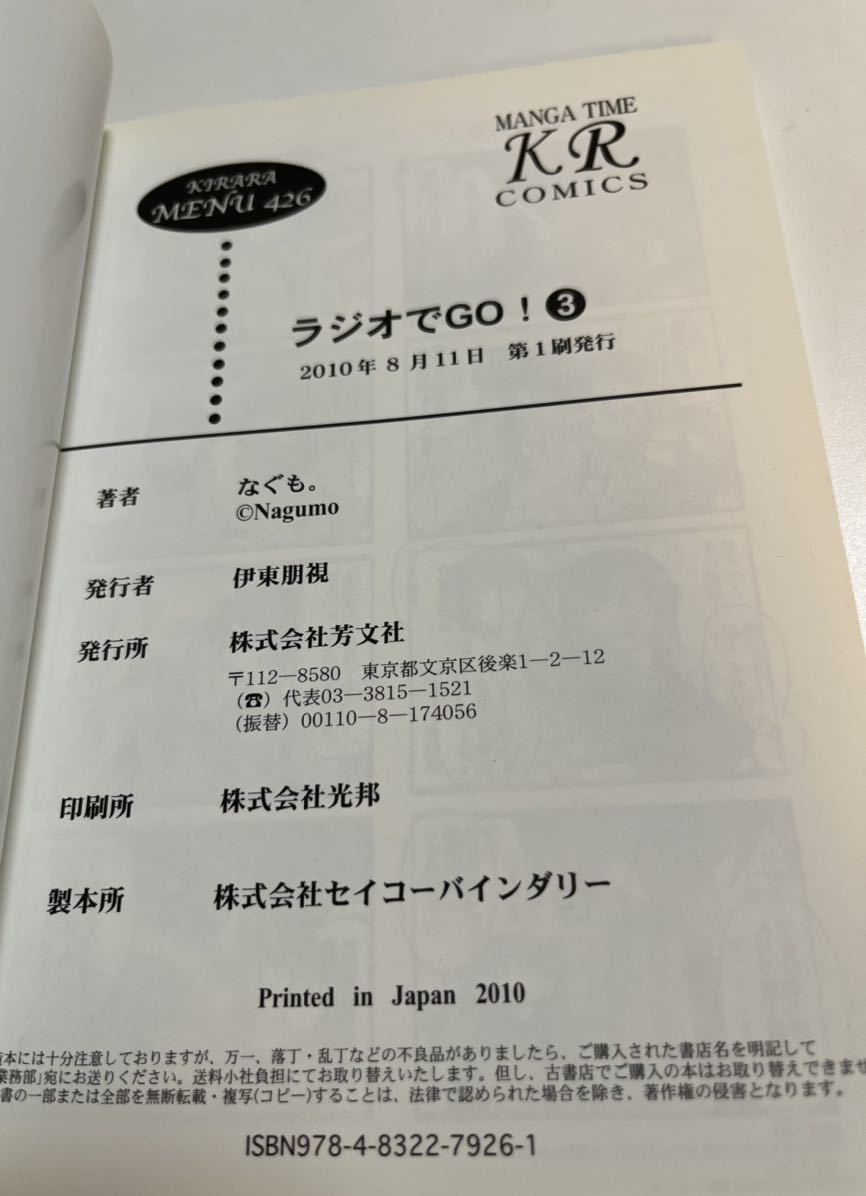 MANGA TIME
KR
COMICS
KIRARA
MENU 426
ラジオでGO！❸
2010年8月11日　第1刷発行
著者　なぐも。
©Nagumo
発行者　伊東朋視
発行所　株式会社芳文社
〒112―8580　東京都文京区後楽1―2―12
（☎）代表03―3815―1521
（振替）00110―8―174056
印刷所　株式会社光邦
製本所　株式会社セイコーバインダリー
Printed in Japan 2010
本には十分注意しておりますが、万一、落丁・乱丁などの不良品がありましたら、ご購入された書店名を明記して
業務部」宛にお送りください。送料小社負担にてお取り替えいたします。但し、古書店でご購入の本はお取り替えできませ
書の一部または全部を無断転載・複写(コピー)することは、法律で認められた場合を除き、著作権の侵害となります。
ISBN978-4-8322-7926-1